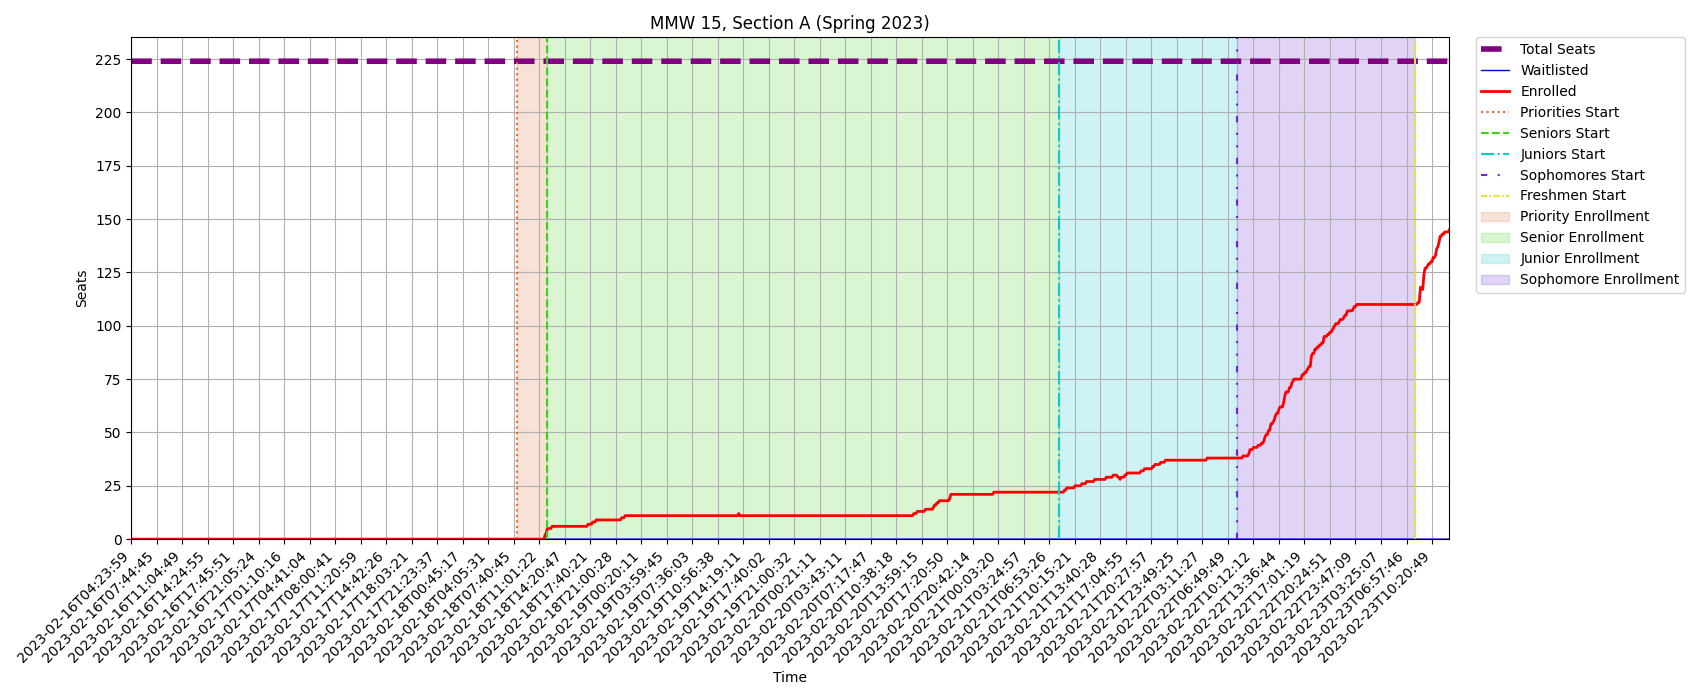 MMW 15, Section A (Spring 2023)
Seats
225
200
175
150
125
100
75
50
25
0
2023-02-16T04:23:59
2023-02-16T07:44:45
2023-02-16T11:04:49
2023-02-16T14:24:55
2023-02-16T17:45:51
2023-02-16T21:05:24
2023-02-17T01:10:16
2023-02-17T04:41:04
2023-02-17T08:00:41
2023-02-17T11:20:59
2023-02-17T14:42:26
2023-02-17T18:03:21
2023-02-17T21:23:37
2023-02-18T00:45:17
2023-02-18T04:05:31
2023-02-18T07:40:45
2023-02-18T11:01:22
2023-02-18T14:20:47
2023-02-18T17:40:21
2023-02-18T21:00:28
2023-02-19T00:20:11
2023-02-19T03:59:45
2023-02-19T07:36:03
2023-02-19T10:56:38
2023-02-19T14:19:11
2023-02-19T17:40:02
2023-02-19T21:00:32
2023-02-20T00:21:11
2023-02-20T03:43:11
2023-02-20T07:17:47
2023-02-20T10:38:18
2023-02-20T13:59:15
2023-02-20T17:20:50
2023-02-20T20:42:14
2023-02-21T00:03:20
2023-02-21T03:24:57
2023-02-21T06:53:26
2023-02-21T10:15:21
2023-02-21T13:40:28
2023-02-21T17:04:55
2023-02-21T20:27:57
2023-02-21T23:49:25
2023-02-22T03:11:27
2023-02-22T06:49:49
2023-02-22T10:12:12
2023-02-22T13:36:44
2023-02-22T17:01:19
2023-02-22T20:24:51
2023-02-22T23:47:09
2023-02-23T03:25:07
2023-02-23T06:57:46
2023-02-23T10:20:49
Time
Total Seats
Waitlisted
Enrolled
Priorities Start
Seniors Start
Juniors Start
Sophomores Start
Freshmen Start
Priority Enrollment
Senior Enrollment
Junior Enrollment
Sophomore Enrollment